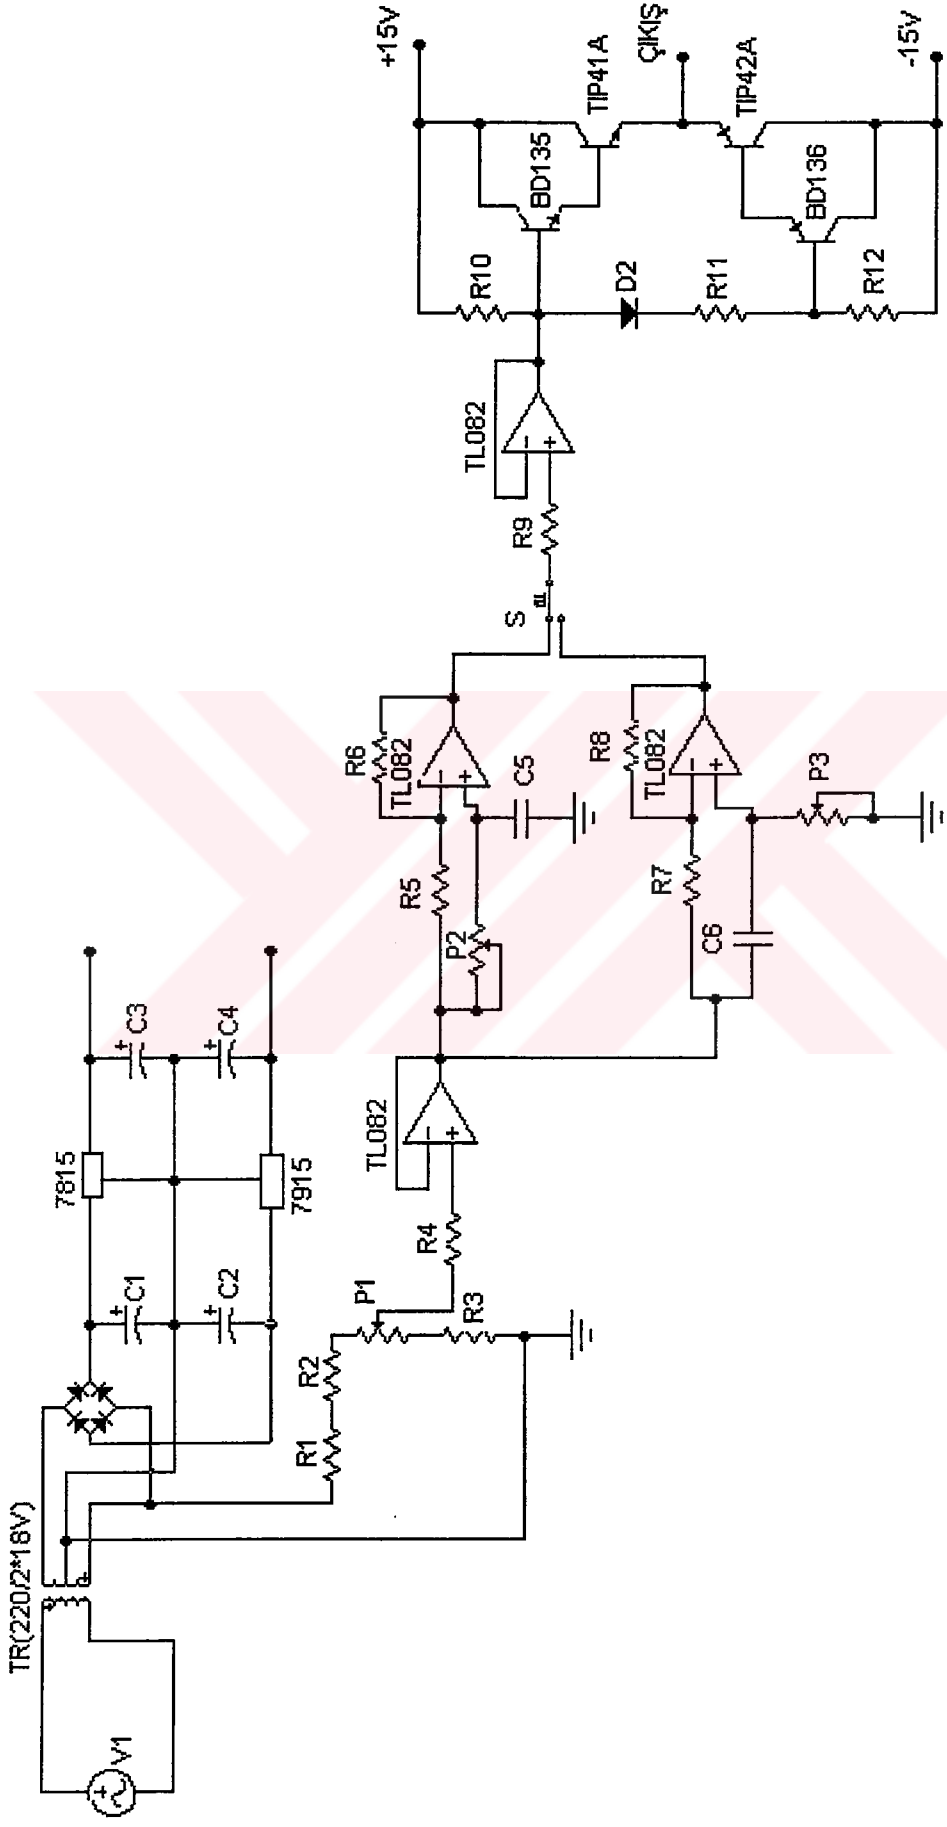 TR(220/2*18V)
V1
7815
C1
C3
C2
C4
7915
R1
R2
P1
R3
R4
TL082
-
+
R5
P2
R6
TL082
-
+
C5
R7
C6
R8
TL082
-
+
P3
S
R9
TL082
-
+
R10
D2
R11
R12
BD135
BD136
TIP41A
TIP42A
+15V
ÇIKIŞ
-15V